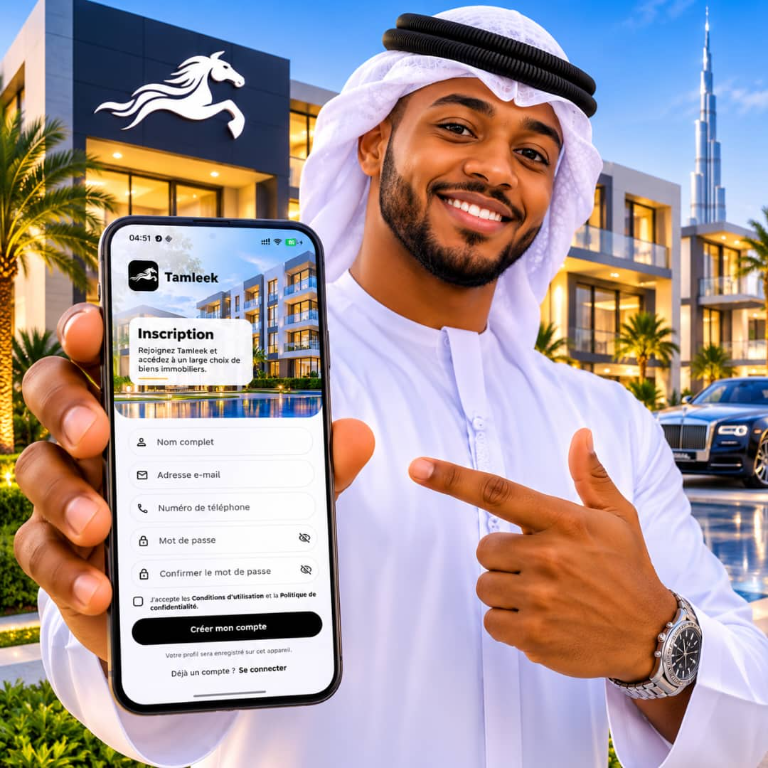 04:51
Tamleek
Inscription
Rejoignez Tamleek et
accédez à un large choix de
biens immobiliers.
Nom complet
Adresse e-mail
Numéro de téléphone
Mot de passe
Confirmer le mot de passe
J'accepte les Conditions d'utilisation et la Politique de
confidentialité.
Créer mon compte
Votre profil sera enregistré sur cet appareil.
Déjà un compte ? Se connecter